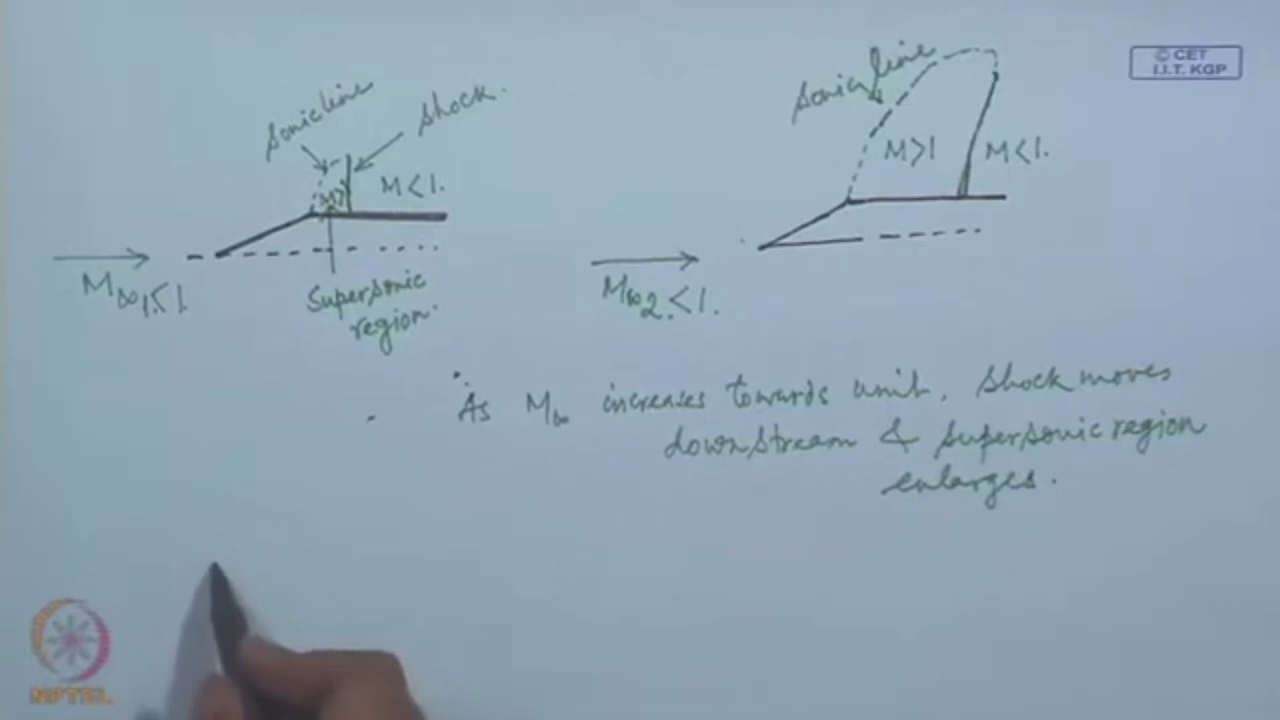 © CET
I.I.T. KGP
Sonic line
Shock.
M>1
M<1.
M∞1<1
Supersonic
region.
Sonic line
M>1
M<1.
M∞2<1.
As M∞ increases towards unit, Shock moves
downstream & supersonic region
enlarges.
NPTEL